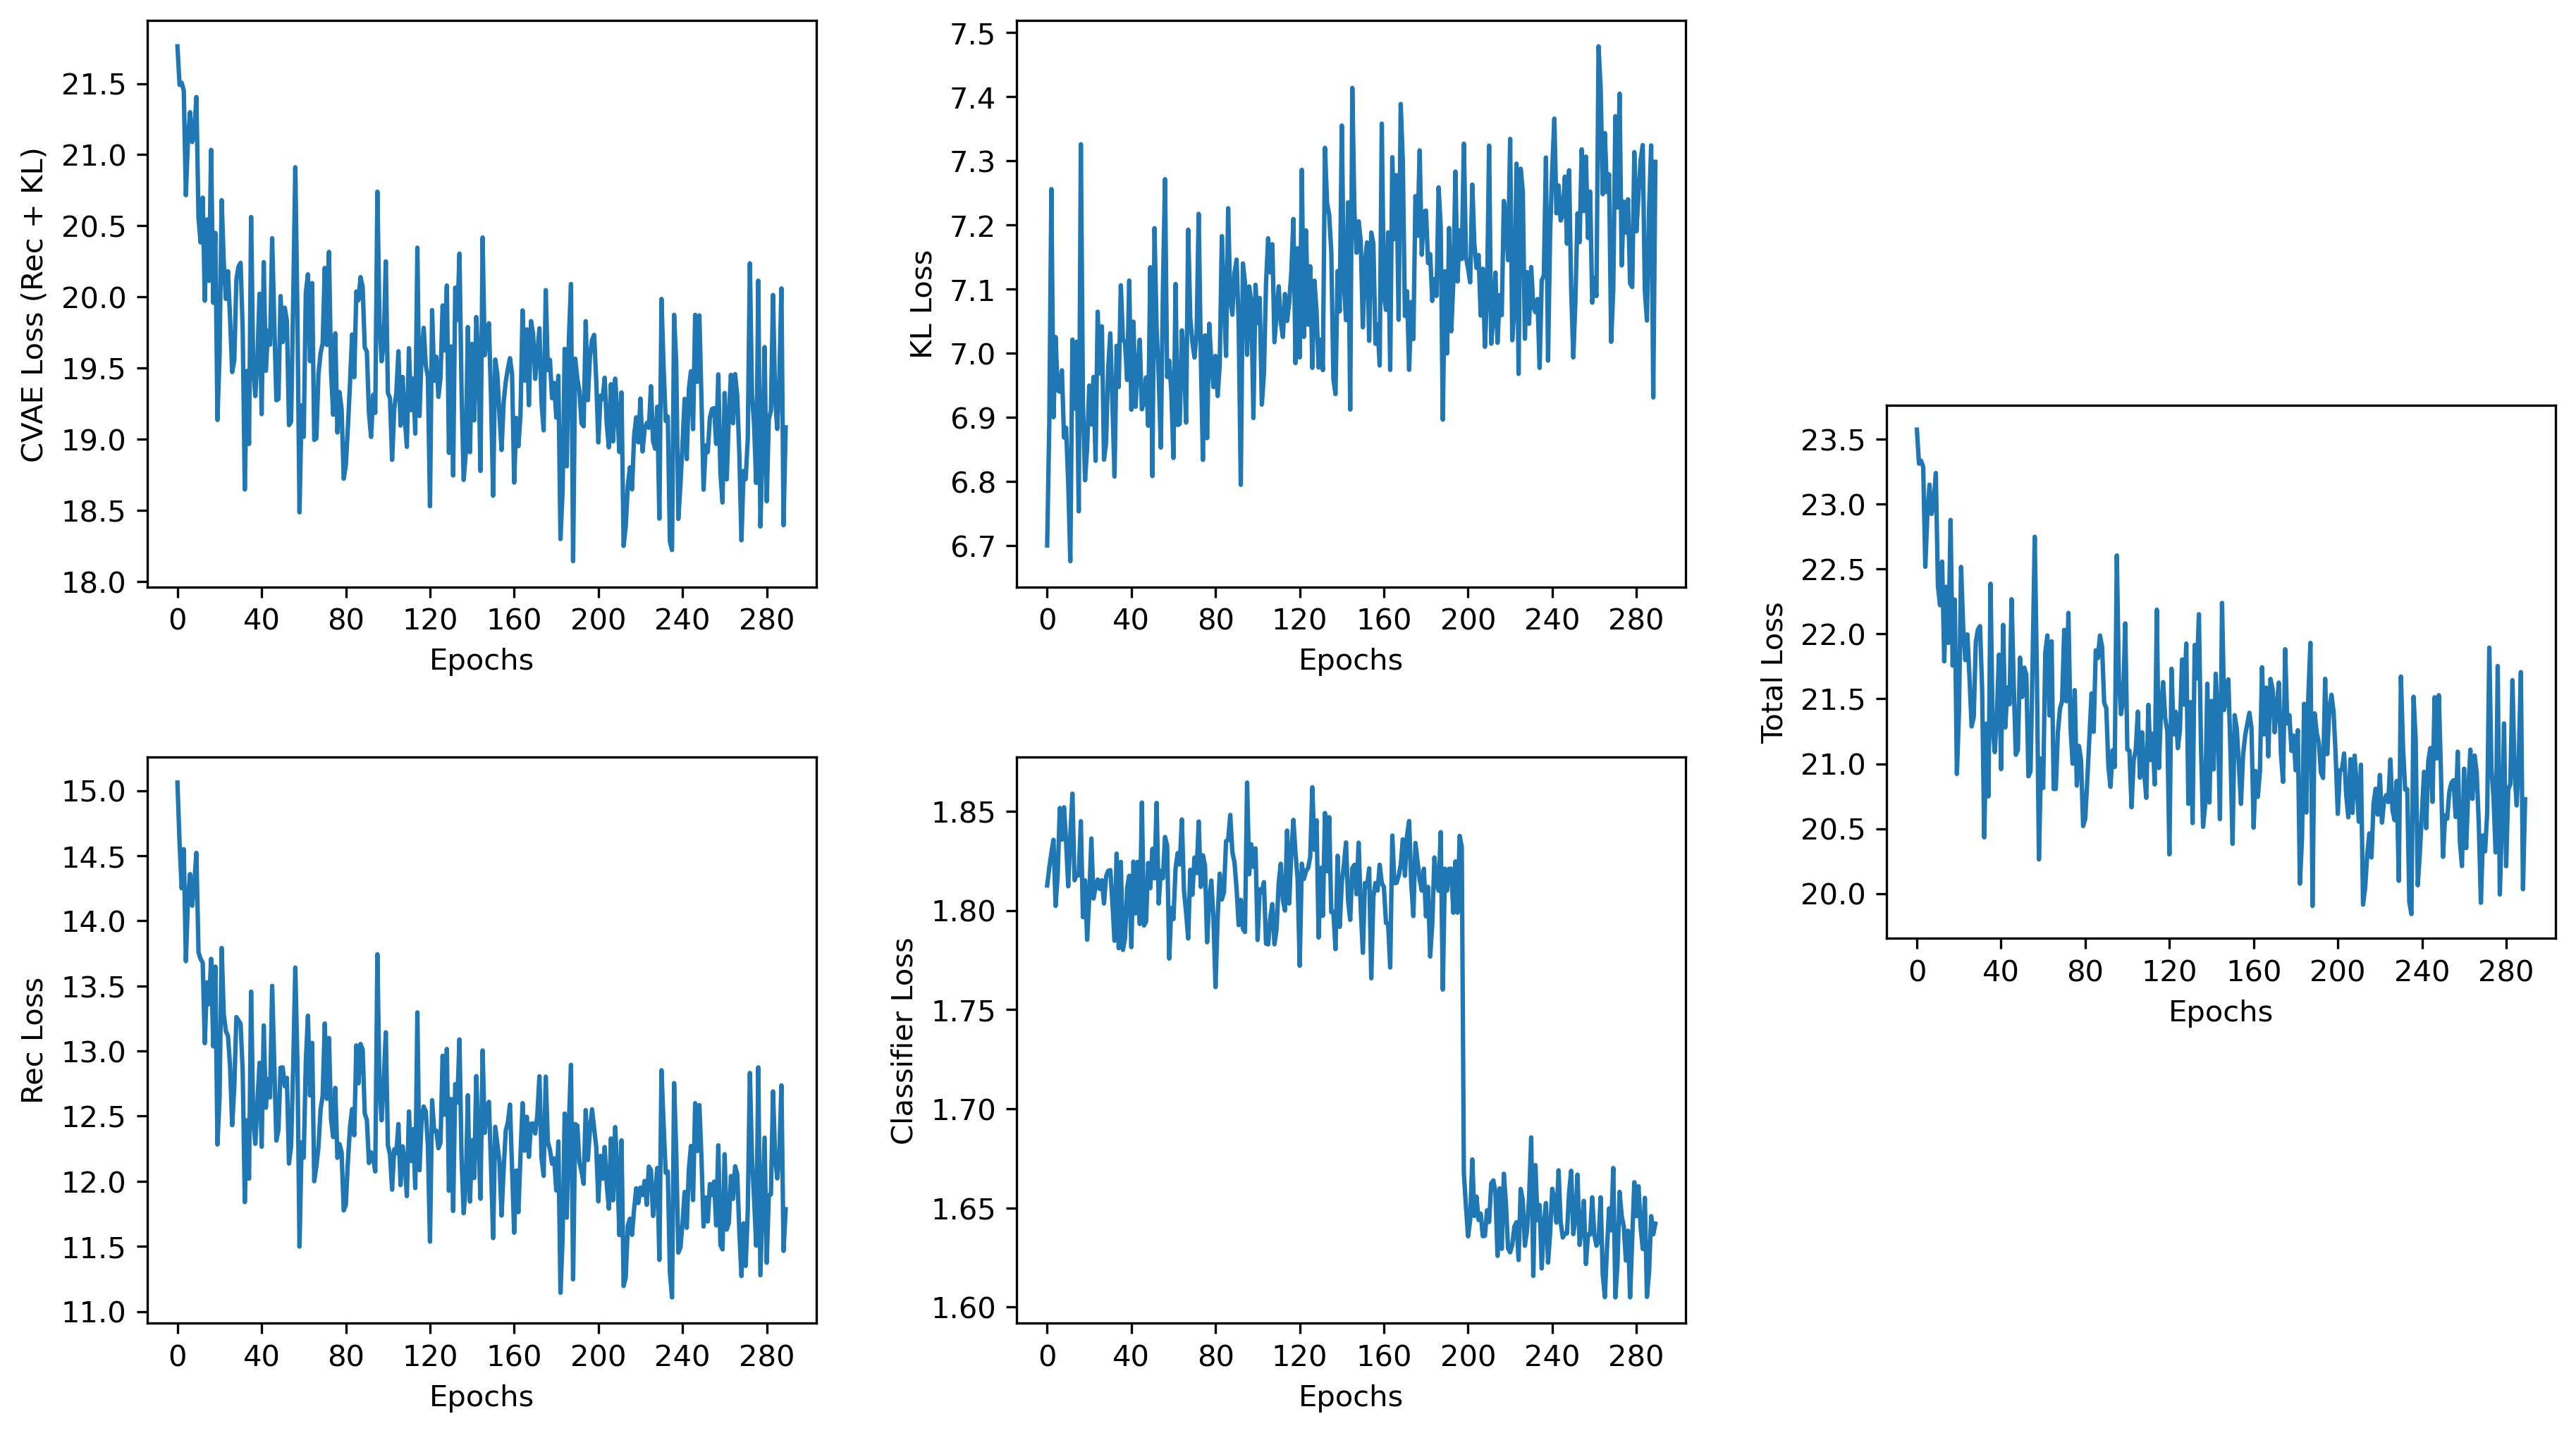 CVAE Loss (Rec + KL)
21.5
21.0
20.5
20.0
19.5
19.0
18.5
18.0
0 40 80 120 160 200 240 280
Epochs
KL Loss
7.5
7.4
7.3
7.2
7.1
7.0
6.9
6.8
6.7
0 40 80 120 160 200 240 280
Epochs
Rec Loss
15.0
14.5
14.0
13.5
13.0
12.5
12.0
11.5
11.0
0 40 80 120 160 200 240 280
Epochs
Classifier Loss
1.85
1.80
1.75
1.70
1.65
1.60
0 40 80 120 160 200 240 280
Epochs
Total Loss
23.5
23.0
22.5
22.0
21.5
21.0
20.5
20.0
0 40 80 120 160 200 240 280
Epochs